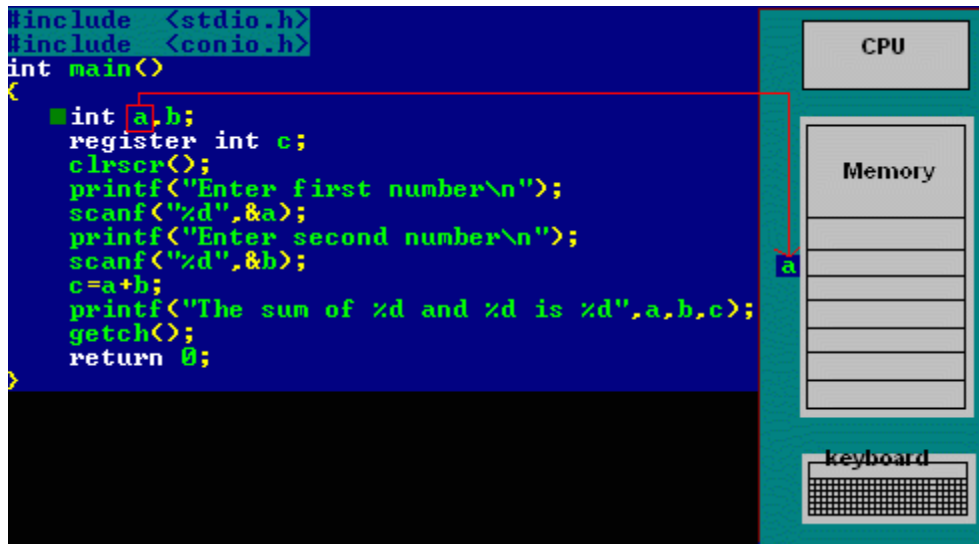 #include <stdio.h>
#include <conio.h>
int main()
{
int a,b;
register int c;
clrscr();
printf("Enter first number\n");
scanf("%d",&a);
printf("Enter second number\n");
scanf("%d",&b);
c=a+b;
printf("The sum of %d and %d is %d",a,b,c);
getch();
return 0;
}
CPU
Memory
a
keyboard